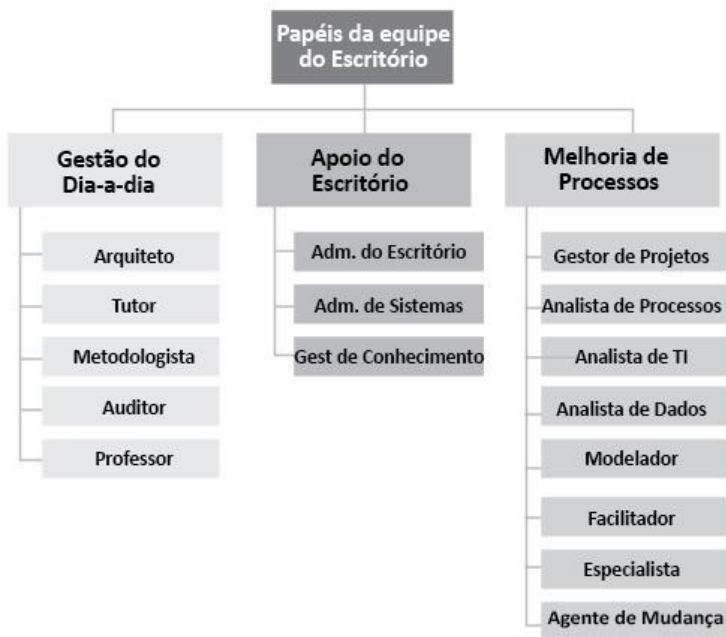 Papéis da equipe
do Escritório
Gestão do
Dia-a-dia
Arquiteto
Tutor
Metodologista
Auditor
Professor
Apoio do
Escritório
Adm. do Escritório
Adm. de Sistemas
Gest de Conhecimento
Melhoria de
Processos
Gestor de Projetos
Analista de Processos
Analista de TI
Analista de Dados
Modelador
Facilitador
Especialista
Agente de Mudança